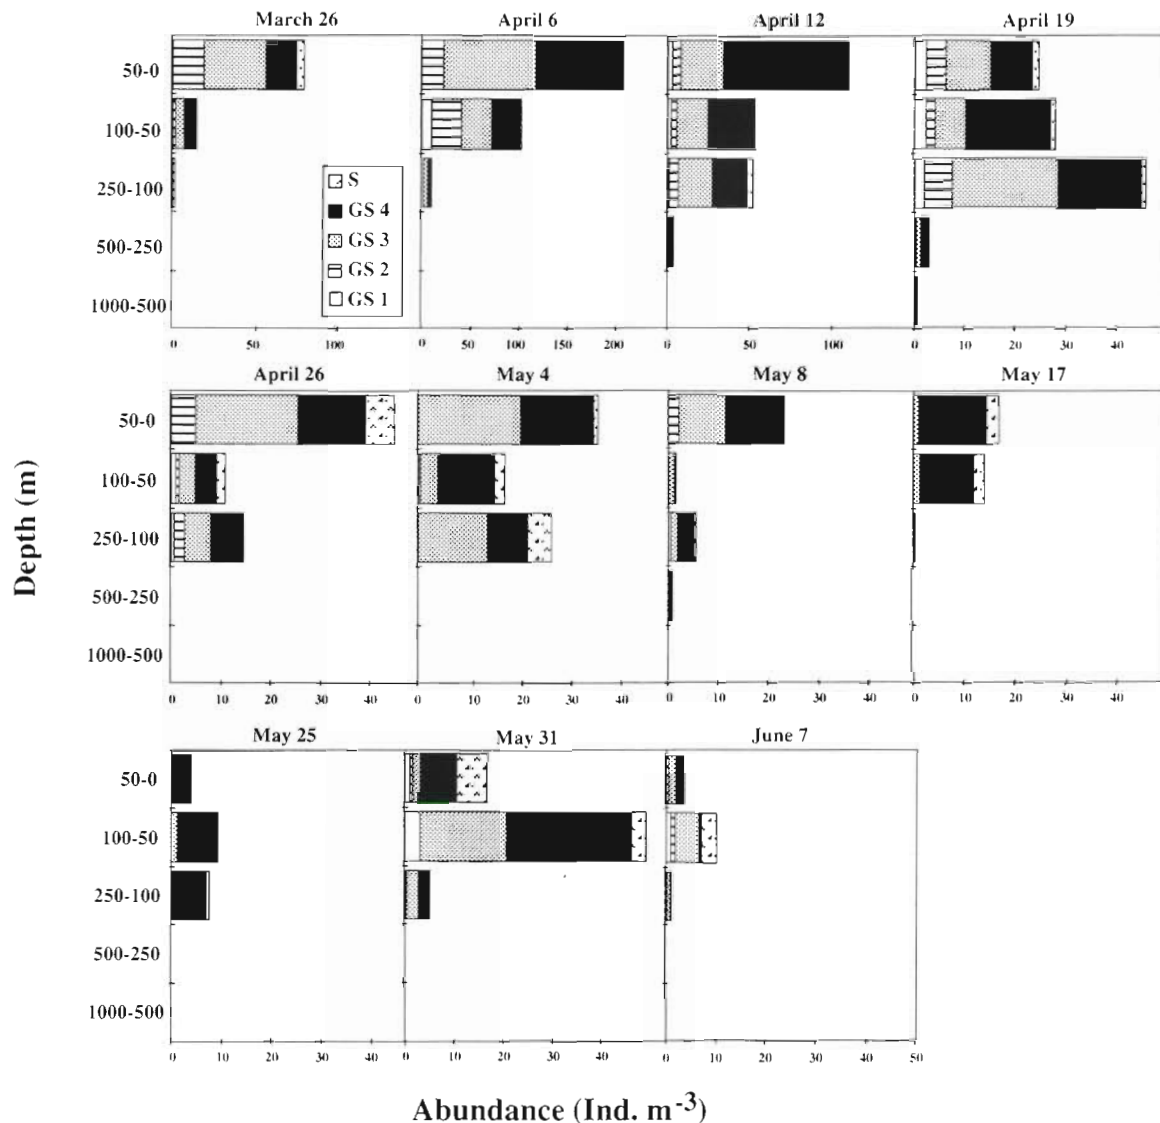 March 26 April 6 April 12 April 19
50-0
100-50
250-100
500-250
1000-500
S
GS 4
GS 3
GS 2
GS 1
0 50 100 0 50 100 150 200 0 50 100 0 10 20 30 40
April 26 May 4 May 8 May 17
50-0
100-50
250-100
500-250
1000-500
0 10 20 30 40 0 10 20 30 40 0 10 20 30 40 0 10 20 30 40
Depth (m)
May 25 May 31 June 7
50-0
100-50
250-100
500-250
1000-500
0 10 20 30 40 0 10 20 30 40 0 10 20 30 40 50
Abundance (Ind. m-3)